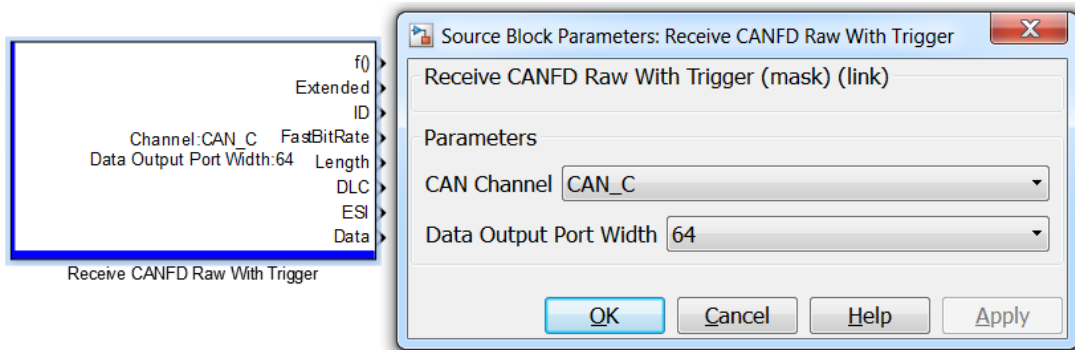 f()
Extended
ID
Channel:CAN_C FastBitRate
Data Output Port Width:64 Length
DLC
ESI
Data
Receive CANFD Raw With Trigger
Source Block Parameters: Receive CANFD Raw With Trigger
X
Receive CANFD Raw With Trigger (mask) (link)
Parameters
CAN Channel CAN_C
Data Output Port Width 64
OK Cancel Help Apply